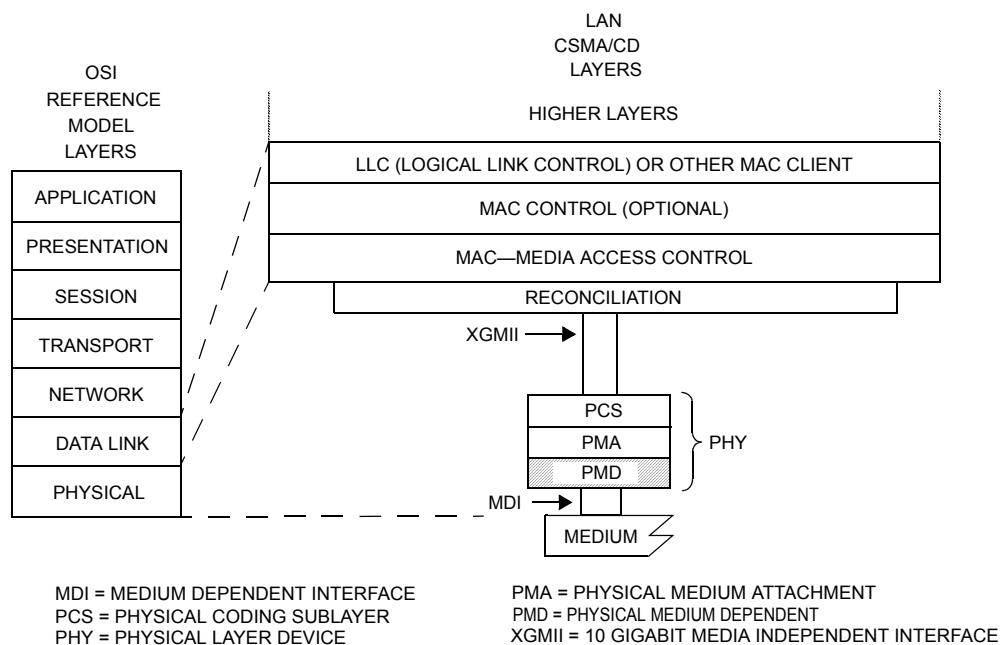 LAN
CSMA/CD
LAYERS
OSI
REFERENCE
MODEL
LAYERS
HIGHER LAYERS
LLC (LOGICAL LINK CONTROL) OR OTHER MAC CLIENT
APPLICATION
MAC CONTROL (OPTIONAL)
PRESENTATION
MAC—MEDIA ACCESS CONTROL
SESSION
RECONCILIATION
XGMII
TRANSPORT
NETWORK
PCS
DATA LINK
PMA
PHY
PMD
PHYSICAL
MDI
MEDIUM
MDI = MEDIUM DEPENDENT INTERFACE
PCS = PHYSICAL CODING SUBLAYER
PHY = PHYSICAL LAYER DEVICE
PMA = PHYSICAL MEDIUM ATTACHMENT
PMD = PHYSICAL MEDIUM DEPENDENT
XGMII = 10 GIGABIT MEDIA INDEPENDENT INTERFACE